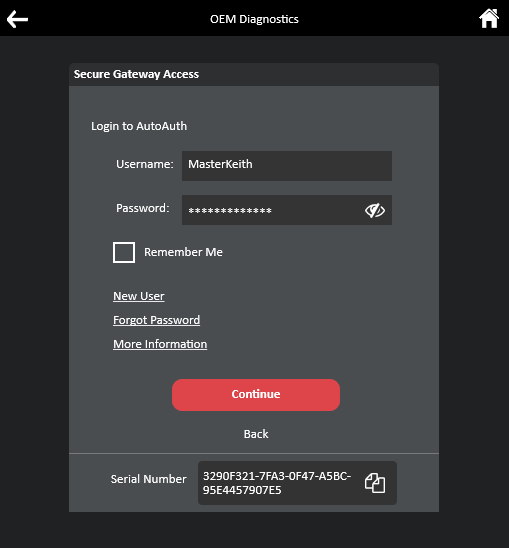 OEM Diagnostics
Secure Gateway Access
Login to AutoAuth
Username: MasterKeith
Password: *************
Remember Me
New User
Forgot Password
More Information
Continue
Back
Serial Number 3290F321-7FA3-0F47-A5BC-
95E4457907E5